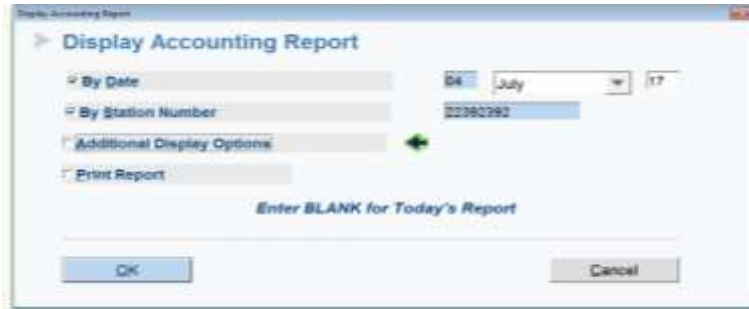 Display Accounting Report
Display Accounting Report
By Date 04 July 17
By Station Number 22392392
Additional Display Options
Print Report
Enter BLANK for Today's Report
OK Cancel